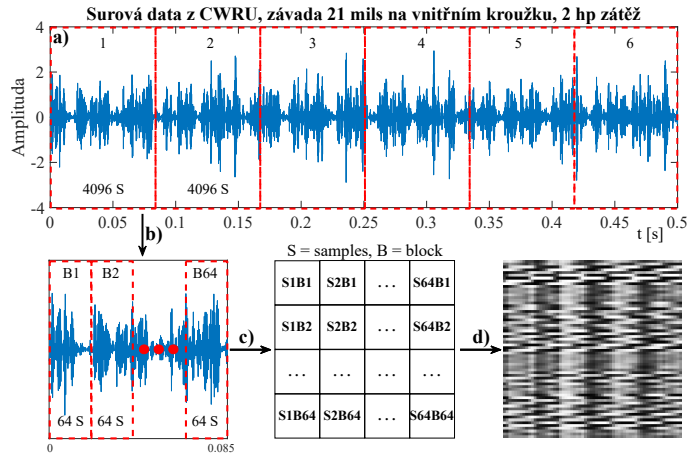 Surová data z CWRU, závada 21 mils na vnitřním kroužku, 2 hp zátěž
a)
1 2 3 4 5 6
4
2
0
-2
-4
Amplituda
4096 S 4096 S
0 0.05 0.1 0.15 0.2 0.25 0.3 0.35 0.4 0.45 0.5
t [s]
b)
S = samples, B = block
B1 B2 B64
64 S 64 S 64 S
0 0.085
c)
S1B1 S2B1 . . . S64B1
S1B2 S2B2 . . . S64B2
. . . . . . . . . . . .
S1B64 S2B64 . . . S64B64
d)